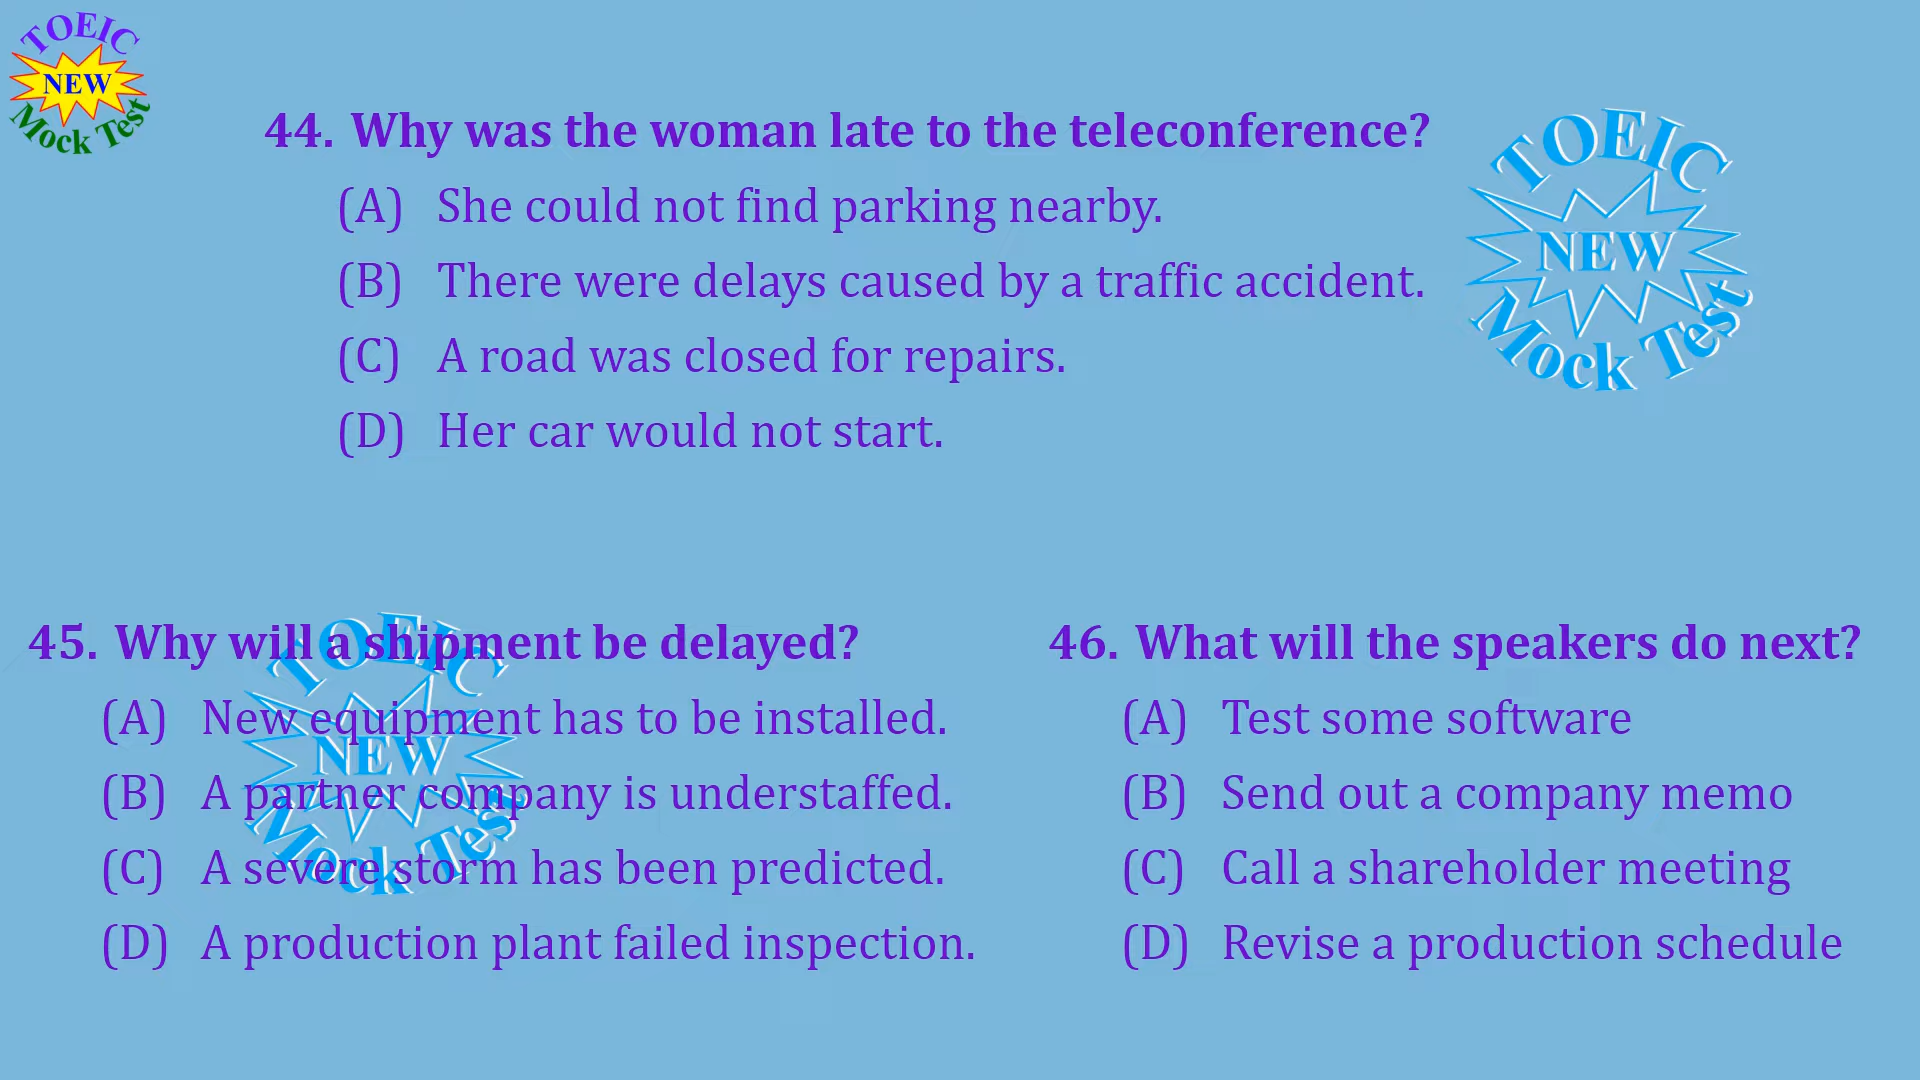 TOEIC
NEW
Mock Test
44. Why was the woman late to the teleconference?
(A) She could not find parking nearby.
(B) There were delays caused by a traffic accident.
(C) A road was closed for repairs.
(D) Her car would not start.
TOEIC
NEW
Mock Test
45. Why will a shipment be delayed?
(A) New equipment has to be installed.
(B) A partner company is understaffed.
(C) A severe storm has been predicted.
(D) A production plant failed inspection.
TOEIC
NEW
Mock Test
46. What will the speakers do next?
(A) Test some software
(B) Send out a company memo
(C) Call a shareholder meeting
(D) Revise a production schedule